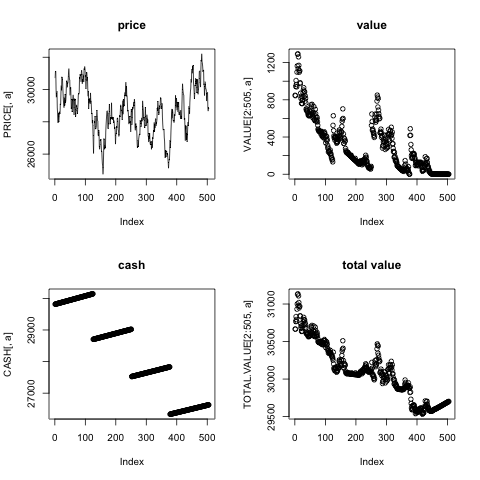 price
value
PRICE[, a]
26000
30000
0 100 200 300 400 500
Index
VALUE[2:505, a]
0
400
800
1200
0 100 200 300 400 500
Index
cash
total value
CASH[, a]
27000
29000
0 100 200 300 400 500
Index
TOTAL.VALUE[2:505, a]
29500
30000
30500
31000
0 100 200 300 400 500
Index